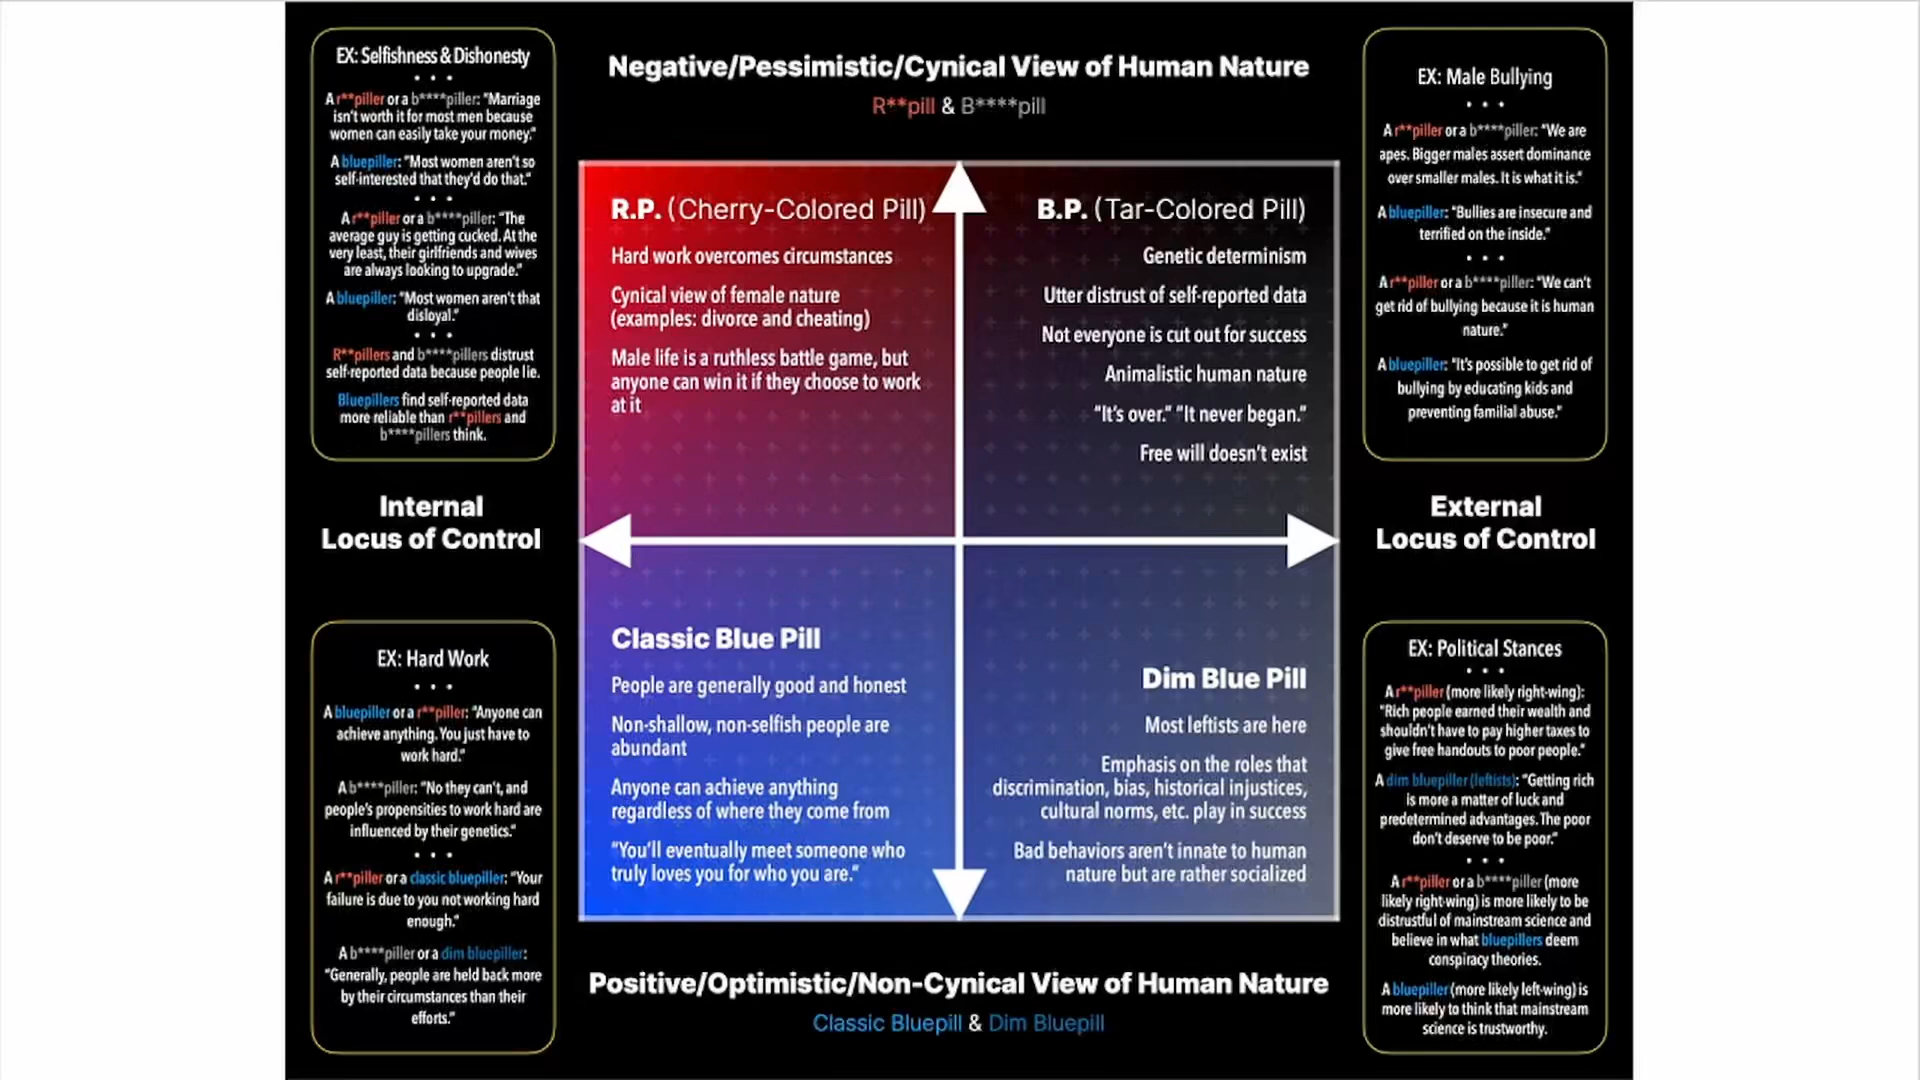 EX: Selfishness & Dishonesty
• • •
A r**piller or a b****piller: "Marriage
isn't worth it for most men because
women can easily take your money."
A bluepiller: "Most women aren't so
self-interested that they'd do that."
• • •
A r**piller or a b****piller: "The
average guy is getting cucked. At the
very least, their girlfriends and wives
are always looking to upgrade."
A bluepiller: "Most women aren't that
disloyal."
• • •
R**pillers and b****pillers distrust
self-reported data because people lie.
Bluepillers find self-reported data
more reliable than r**pillers and
b****pillers think.
Negative/Pessimistic/Cynical View of Human Nature
R**pill & B****pill
EX: Male Bullying
• • •
A r**piller or a b****piller: "We are
apes. Bigger males assert dominance
over smaller males. It is what it is."
A bluepiller: "Bullies are insecure and
terrified on the inside."
• • •
A r**piller or a b****piller: "We can't
get rid of bullying because it is human
nature."
A bluepiller: "It's possible to get rid of
bullying by educating kids and
preventing familial abuse."
R.P. (Cherry-Colored Pill)
Hard work overcomes circumstances
Cynical view of female nature
(examples: divorce and cheating)
Male life is a ruthless battle game, but
anyone can win it if they choose to work
at it
B.P. (Tar-Colored Pill)
Genetic determinism
Utter distrust of self-reported data
Not everyone is cut out for success
Animalistic human nature
"It's over." "It never began."
Free will doesn't exist
Internal
Locus of Control
External
Locus of Control
EX: Hard Work
• • •
A bluepiller or a r**piller: "Anyone can
achieve anything. You just have to
work hard."
A b****piller: "No they can't, and
people's propensities to work hard are
influenced by their genetics."
• • •
A r**piller or a classic bluepiller: "Your
failure is due to you not working hard
enough."
A b****piller or a dim bluepiller:
"Generally, people are held back more
by their circumstances than their
efforts."
Classic Blue Pill
People are generally good and honest
Non-shallow, non-selfish people are
abundant
Anyone can achieve anything
regardless of where they come from
"You'll eventually meet someone who
truly loves you for who you are."
Dim Blue Pill
Most leftists are here
Emphasis on the roles that
discrimination, bias, historical injustices,
cultural norms, etc. play in success
Bad behaviors aren't innate to human
nature but are rather socialized
EX: Political Stances
• • •
A r**piller (more likely right-wing):
"Rich people earned their wealth and
shouldn't have to pay higher taxes to
give free handouts to poor people."
A dim bluepiller (leftists): "Getting rich
is more a matter of luck and
predetermined advantages. The poor
don't deserve to be poor."
• • •
A r**piller or a b****piller (more
likely right-wing) is more likely to be
distrustful of mainstream science and
believe in what bluepillers deem
conspiracy theories.
A bluepiller (more likely left-wing) is
more likely to think that mainstream
science is trustworthy.
Positive/Optimistic/Non-Cynical View of Human Nature
Classic Bluepill & Dim Bluepill